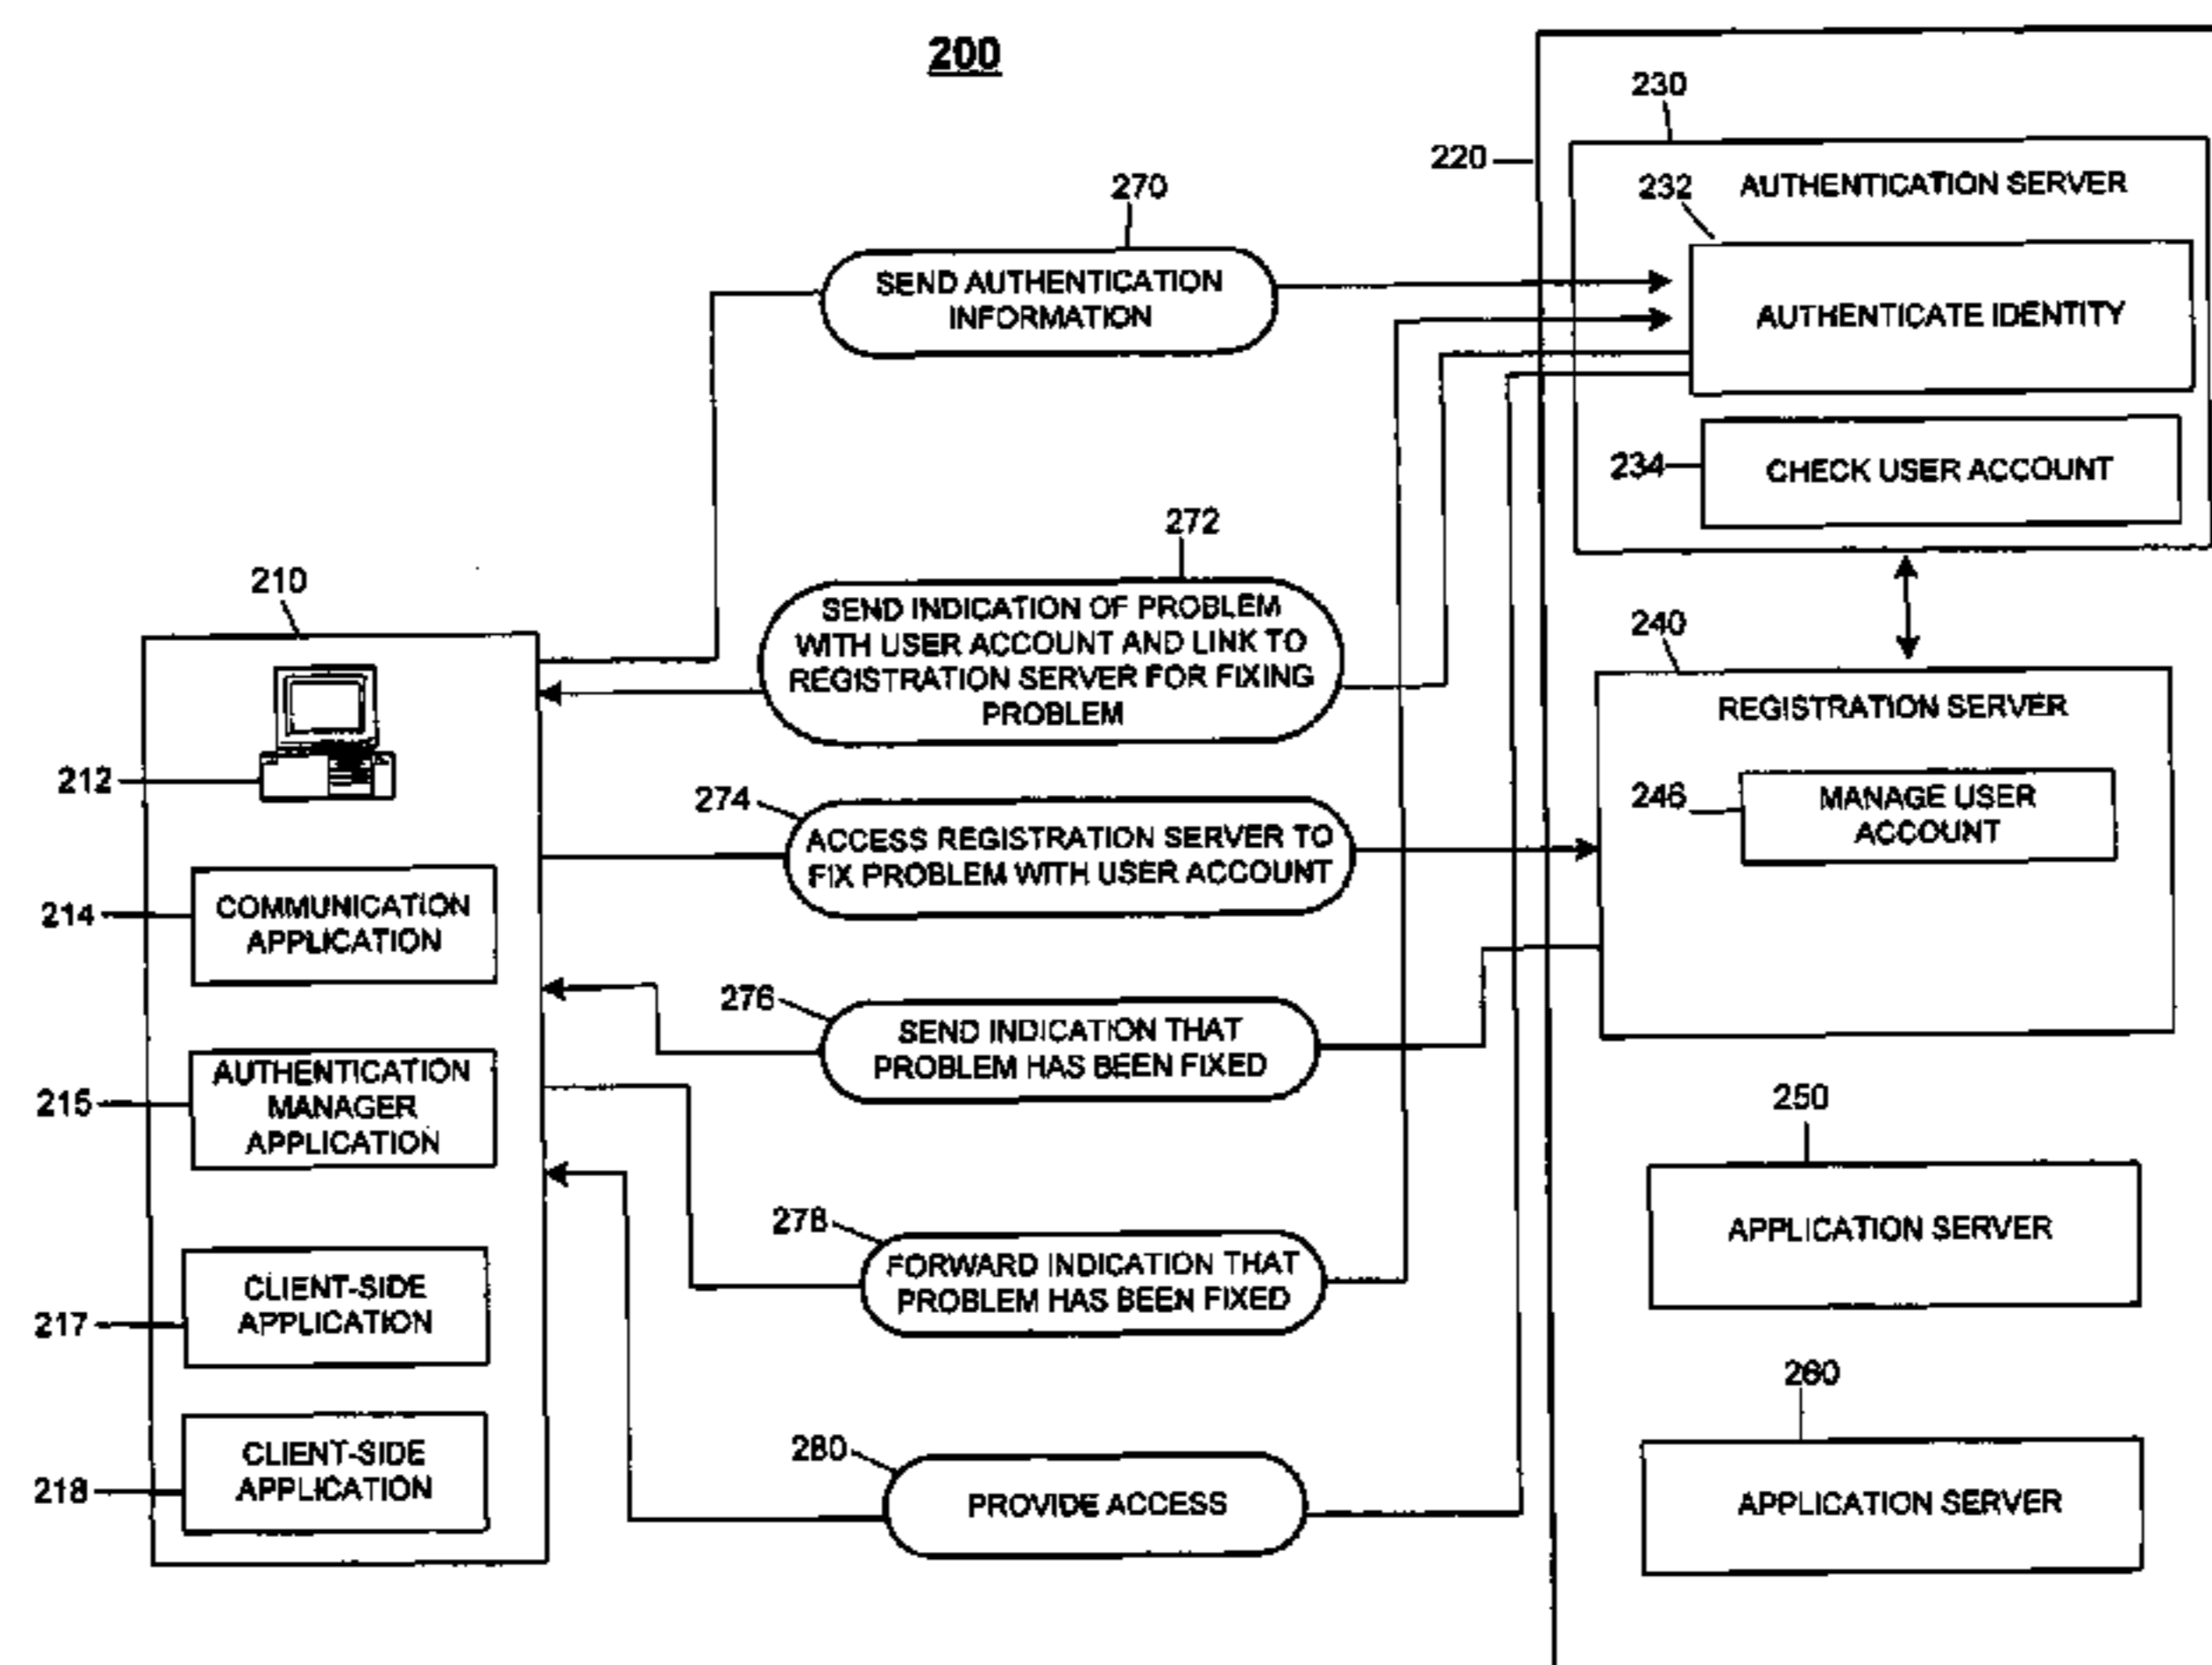 200
230
220
AUTHENTICATION SERVER
232
270
SEND AUTHENTICATION
INFORMATION
AUTHENTICATE IDENTITY
234
CHECK USER ACCOUNT
272
SEND INDICATION OF PROBLEM
WITH USER ACCOUNT AND LINK TO
REGISTRATION SERVER FOR FIXING
PROBLEM
210
240
REGISTRATION SERVER
212
274
ACCESS REGISTRATION SERVER TO
FIX PROBLEM WITH USER ACCOUNT
246
MANAGE USER
ACCOUNT
214
COMMUNICATION
APPLICATION
276
SEND INDICATION THAT
PROBLEM HAS BEEN FIXED
215
AUTHENTICATION
MANAGER
APPLICATION
250
APPLICATION SERVER
278
FORWARD INDICATION THAT
PROBLEM HAS BEEN FIXED
217
CLIENT-SIDE
APPLICATION
260
APPLICATION SERVER
280
PROVIDE ACCESS
218
CLIENT-SIDE
APPLICATION